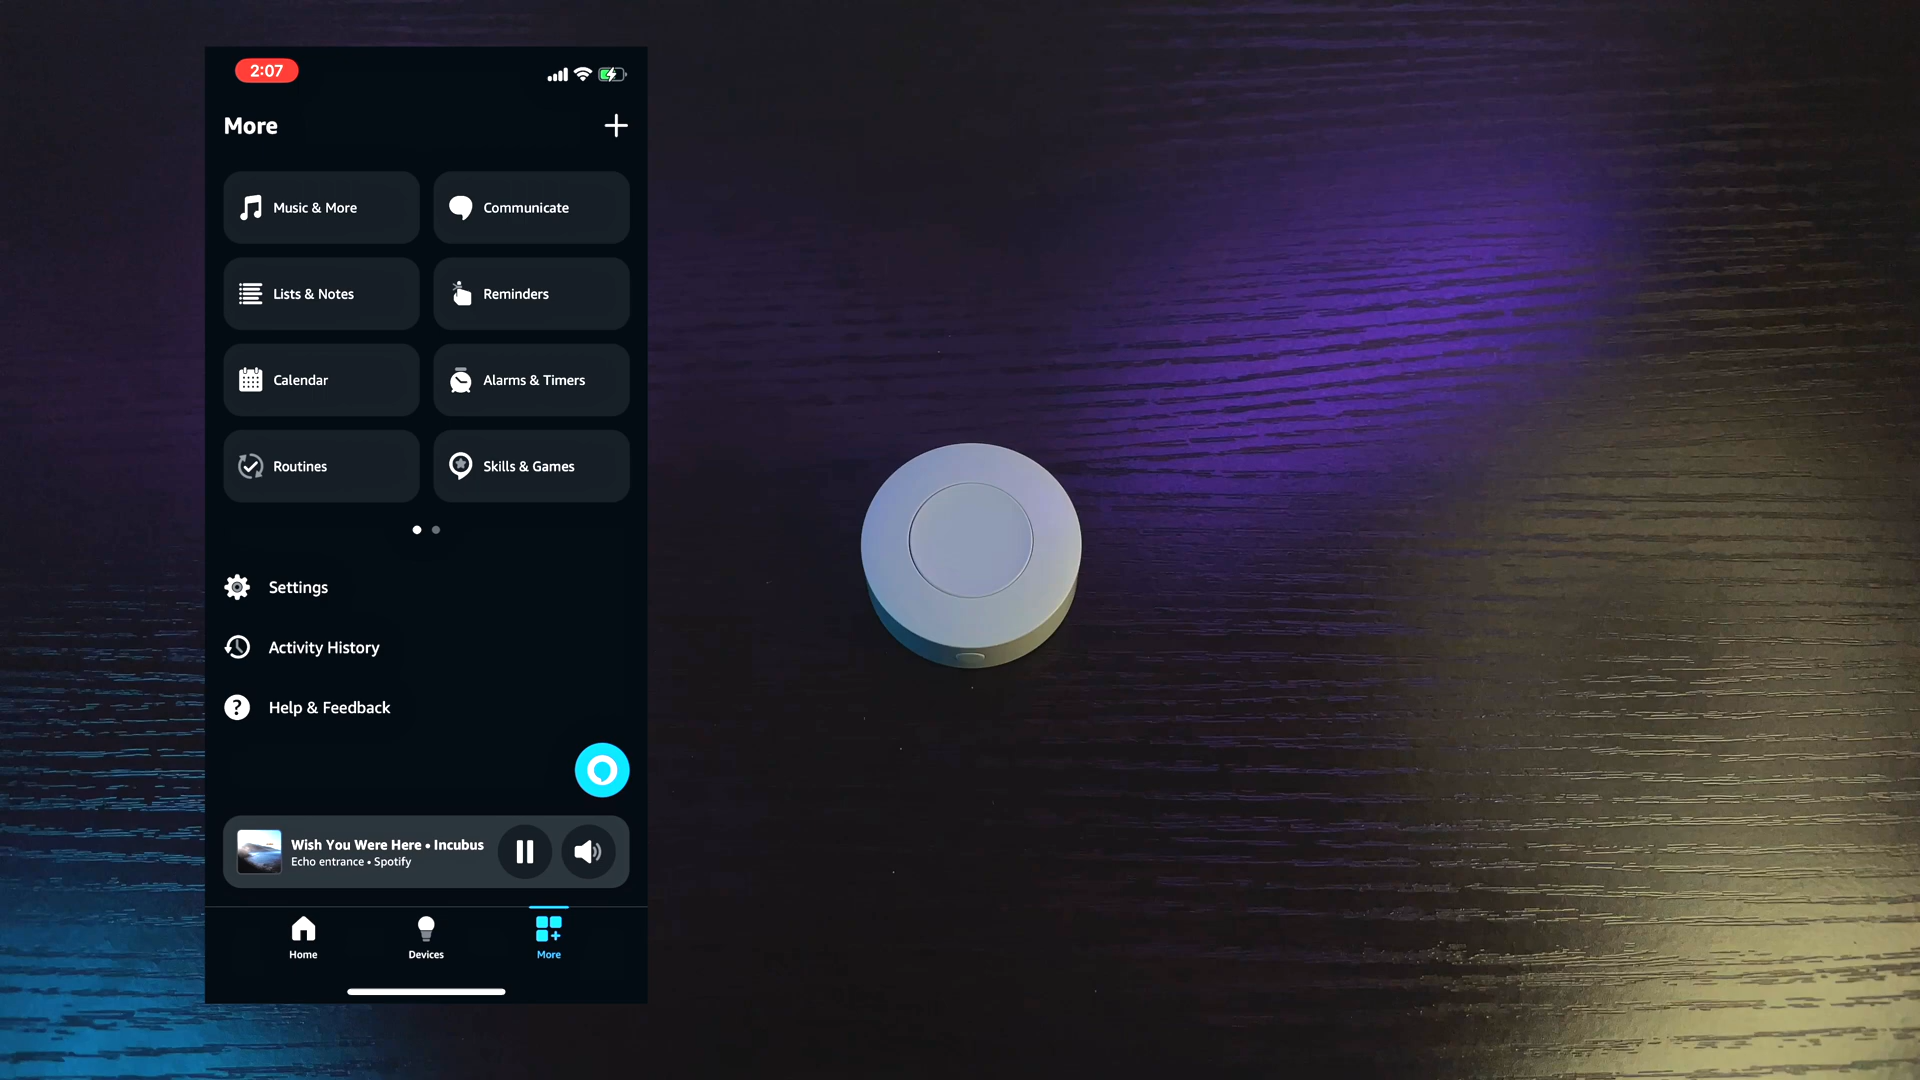 2:07
More
Music & More
Communicate
Lists & Notes
Reminders
Calendar
Alarms & Timers
Routines
Skills & Games
Settings
Activity History
Help & Feedback
Wish You Were Here • Incubus
Echo entrance • Spotify
Home
Devices
More